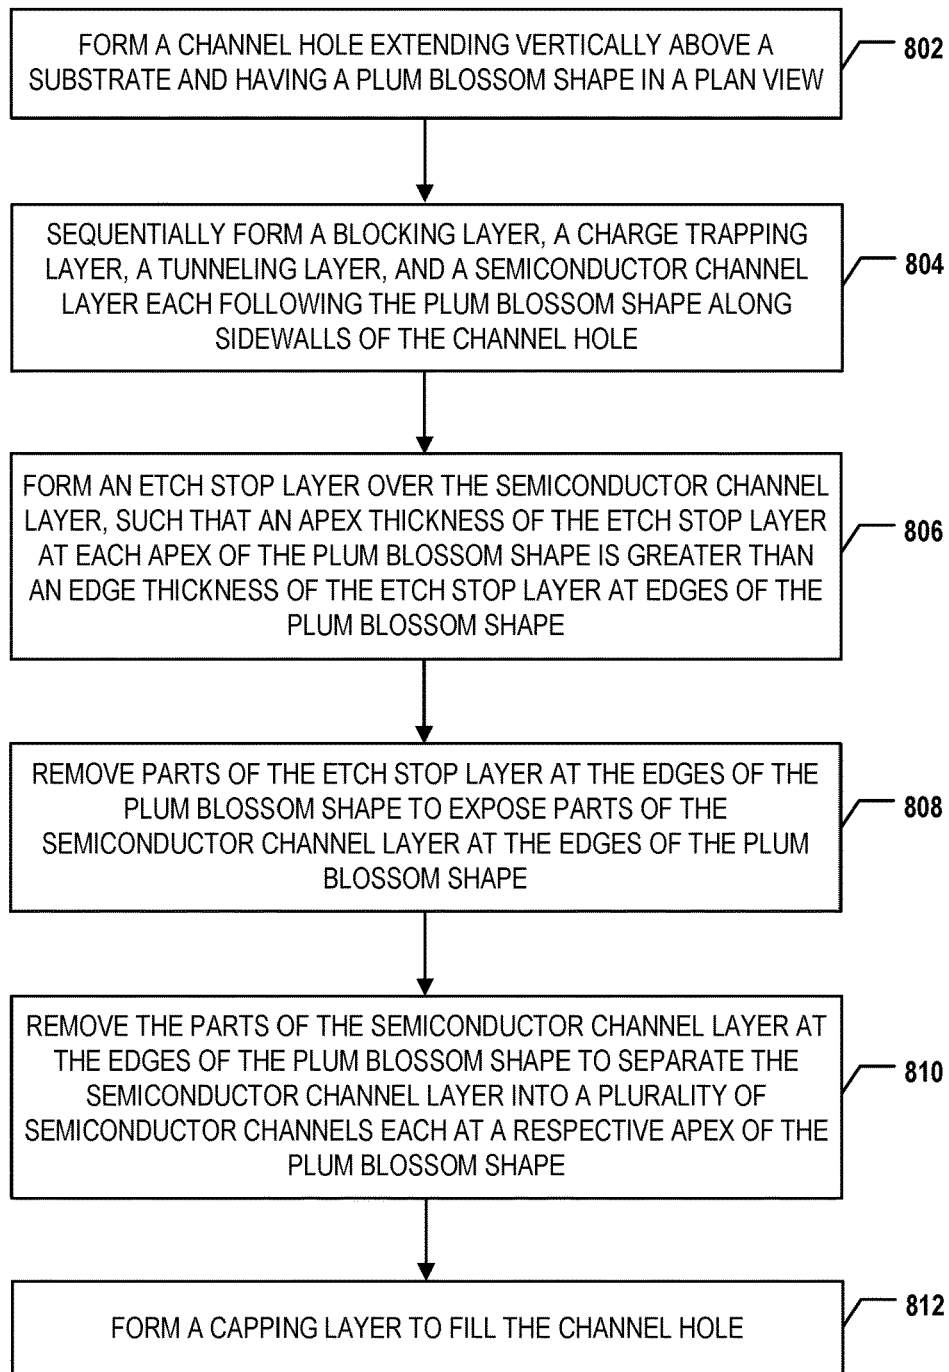 FORM A CHANNEL HOLE EXTENDING VERTICALLY ABOVE A
SUBSTRATE AND HAVING A PLUM BLOSSOM SHAPE IN A PLAN VIEW
802
SEQUENTIALLY FORM A BLOCKING LAYER, A CHARGE TRAPPING
LAYER, A TUNNELING LAYER, AND A SEMICONDUCTOR CHANNEL
LAYER EACH FOLLOWING THE PLUM BLOSSOM SHAPE ALONG
SIDEWALLS OF THE CHANNEL HOLE
804
FORM AN ETCH STOP LAYER OVER THE SEMICONDUCTOR CHANNEL
LAYER, SUCH THAT AN APEX THICKNESS OF THE ETCH STOP LAYER
AT EACH APEX OF THE PLUM BLOSSOM SHAPE IS GREATER THAN
AN EDGE THICKNESS OF THE ETCH STOP LAYER AT EDGES OF THE
PLUM BLOSSOM SHAPE
806
REMOVE PARTS OF THE ETCH STOP LAYER AT THE EDGES OF THE
PLUM BLOSSOM SHAPE TO EXPOSE PARTS OF THE
SEMICONDUCTOR CHANNEL LAYER AT THE EDGES OF THE PLUM
BLOSSOM SHAPE
808
REMOVE THE PARTS OF THE SEMICONDUCTOR CHANNEL LAYER AT
THE EDGES OF THE PLUM BLOSSOM SHAPE TO SEPARATE THE
SEMICONDUCTOR CHANNEL LAYER INTO A PLURALITY OF
SEMICONDUCTOR CHANNELS EACH AT A RESPECTIVE APEX OF THE
PLUM BLOSSOM SHAPE
810
FORM A CAPPING LAYER TO FILL THE CHANNEL HOLE
812